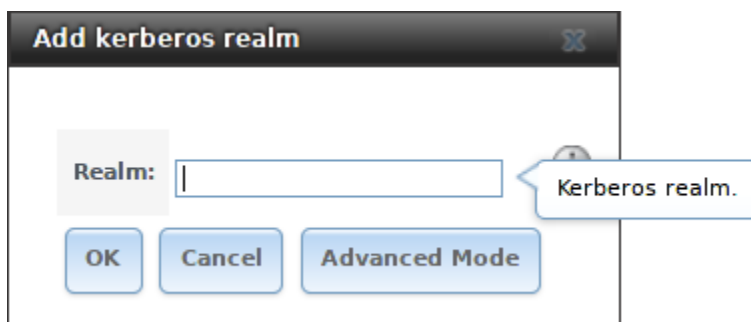 Add kerberos realm
Realm:
Kerberos realm.
OK Cancel Advanced Mode